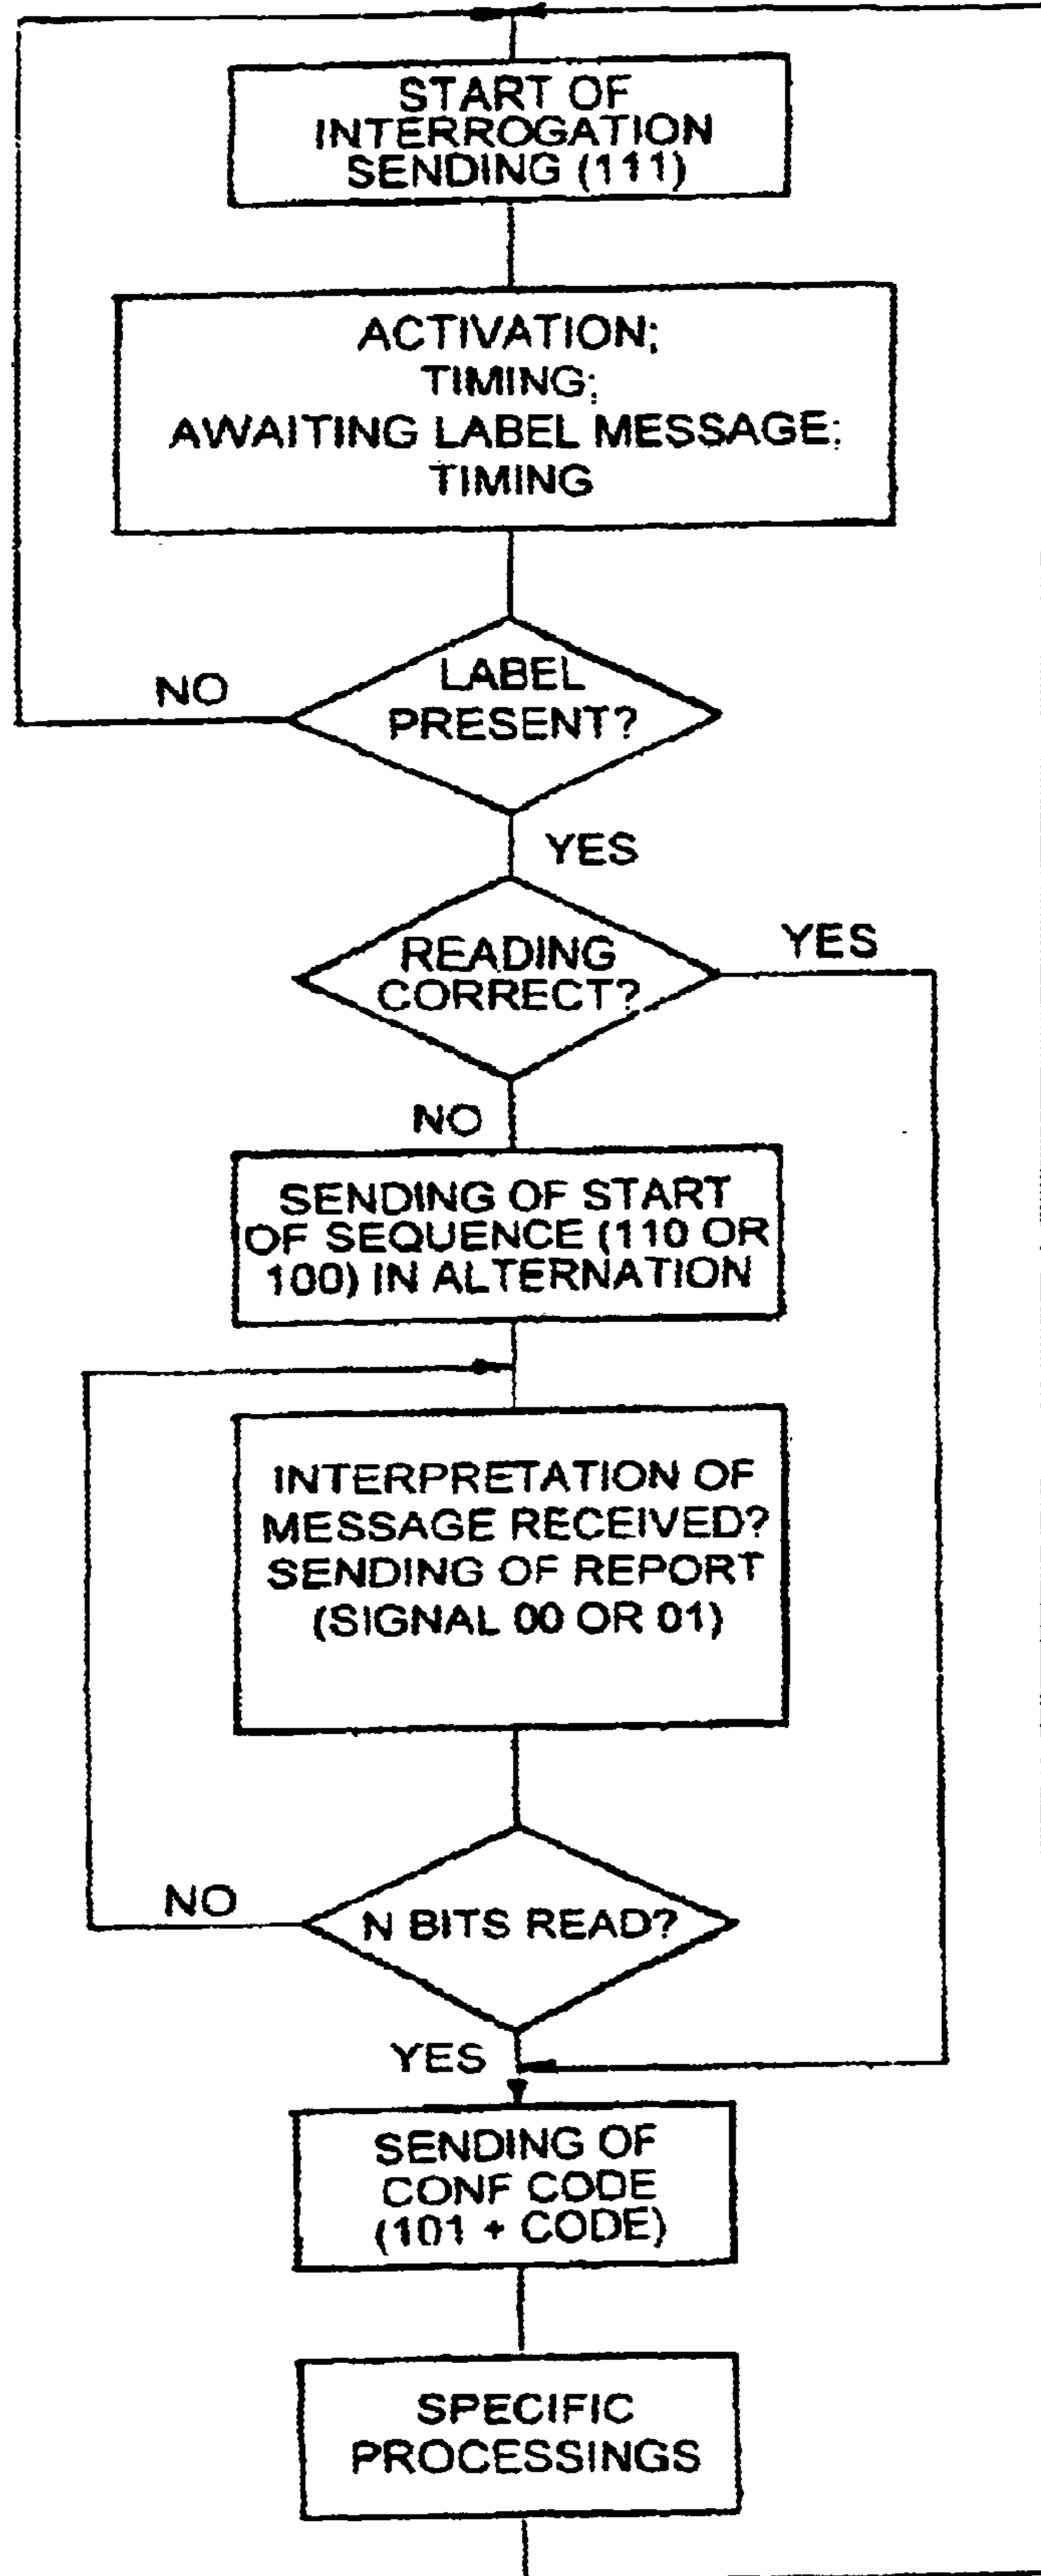 START OF
INTERROGATION
SENDING (111)
ACTIVATION;
TIMING;
AWAITING LABEL MESSAGE;
TIMING
LABEL
PRESENT?
NO
YES
READING
CORRECT?
YES
NO
SENDING OF START
OF SEQUENCE (110 OR
100) IN ALTERNATION
INTERPRETATION OF
MESSAGE RECEIVED?
SENDING OF REPORT
(SIGNAL 00 OR 01)
N BITS READ?
NO
YES
SENDING OF
CONF CODE
(101 + CODE)
SPECIFIC
PROCESSINGS